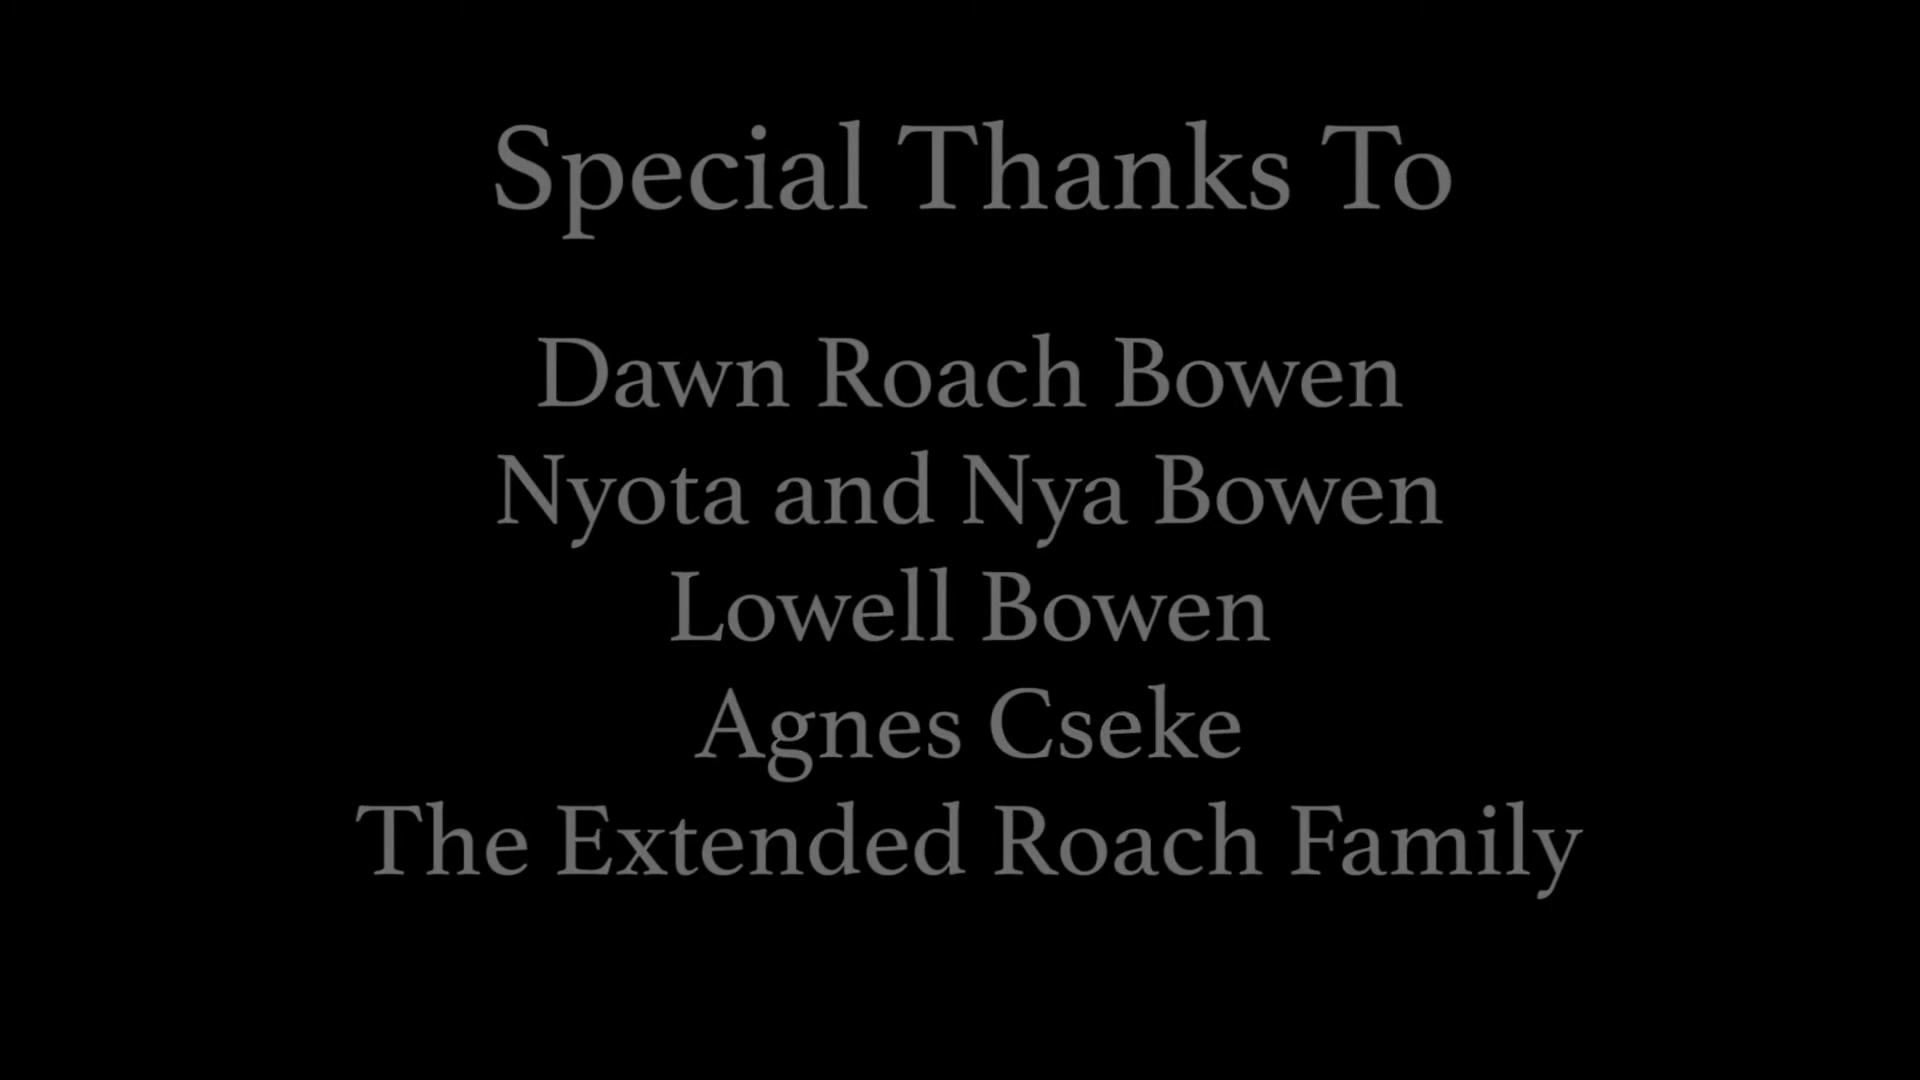 Special Thanks To
Dawn Roach Bowen
Nyota and Nya Bowen
Lowell Bowen
Agnes Cseke
The Extended Roach Family